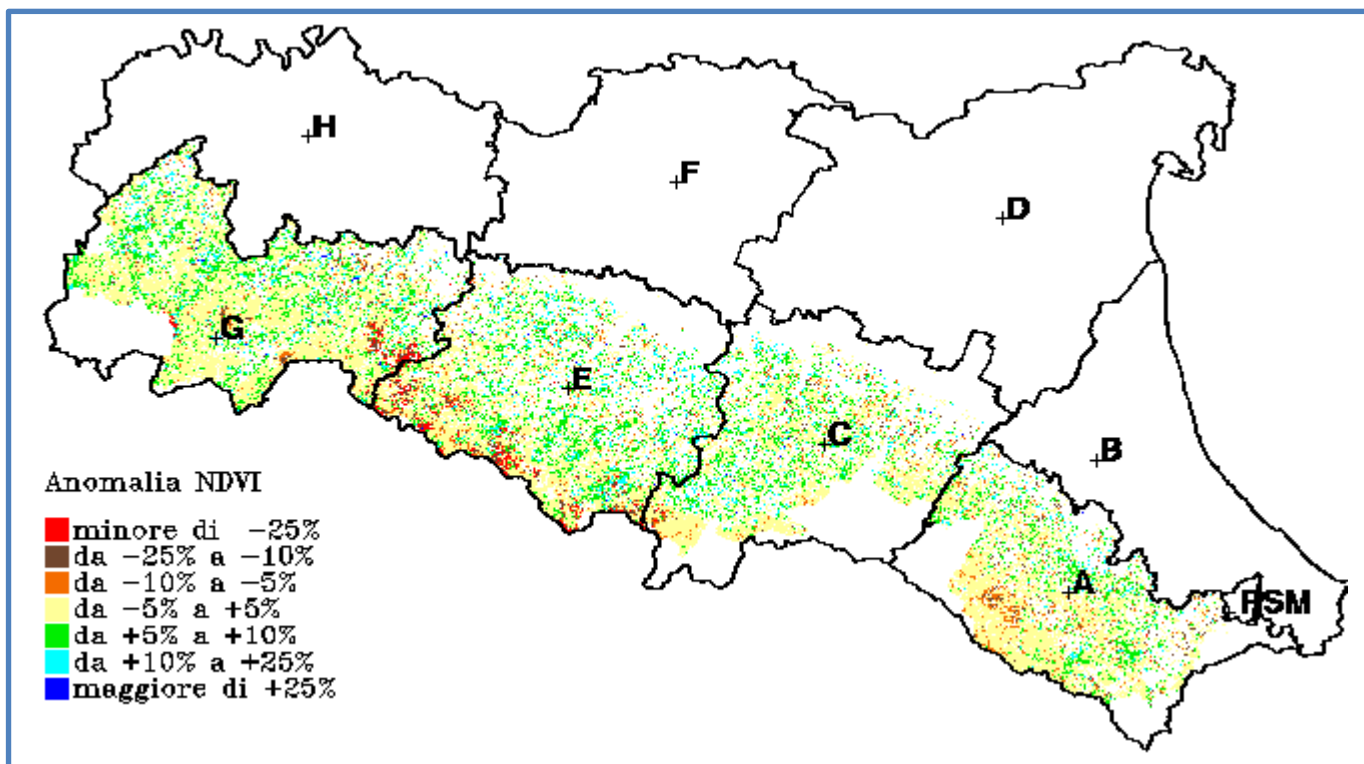 H
F
D
G
E
C
B
A
RSM
Anomalia NDVI
minore di -25%
da -25% a -10%
da -10% a -5%
da -5% a +5%
da +5% a +10%
da +10% a +25%
maggiore di +25%